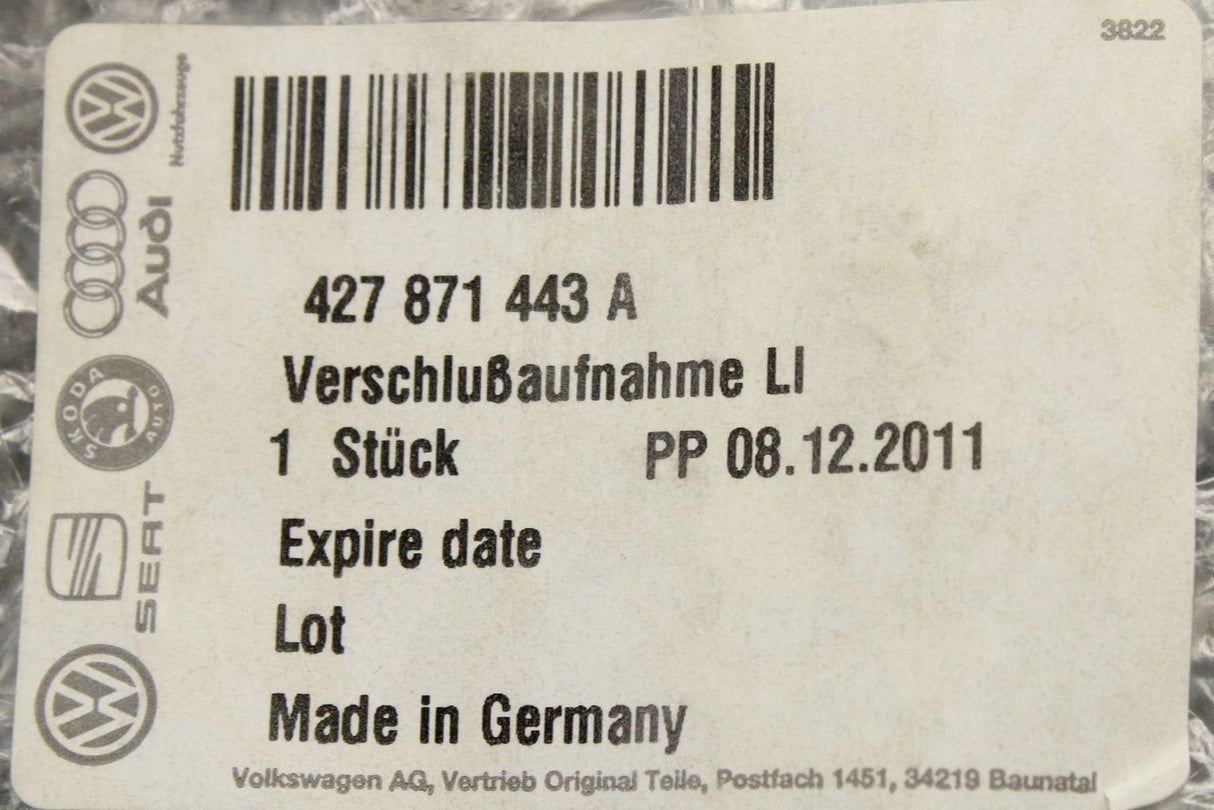 3822
Nutzfahrzeuge
Audi
SKODA
AUTO
SEAT
427 871 443 A
Verschlußaufnahme LI
1 Stück PP 08.12.2011
Expire date
Lot
Made in Germany
Volkswagen AG, Vertrieb Original Teile, Postfach 1451, 34219 Baunatal